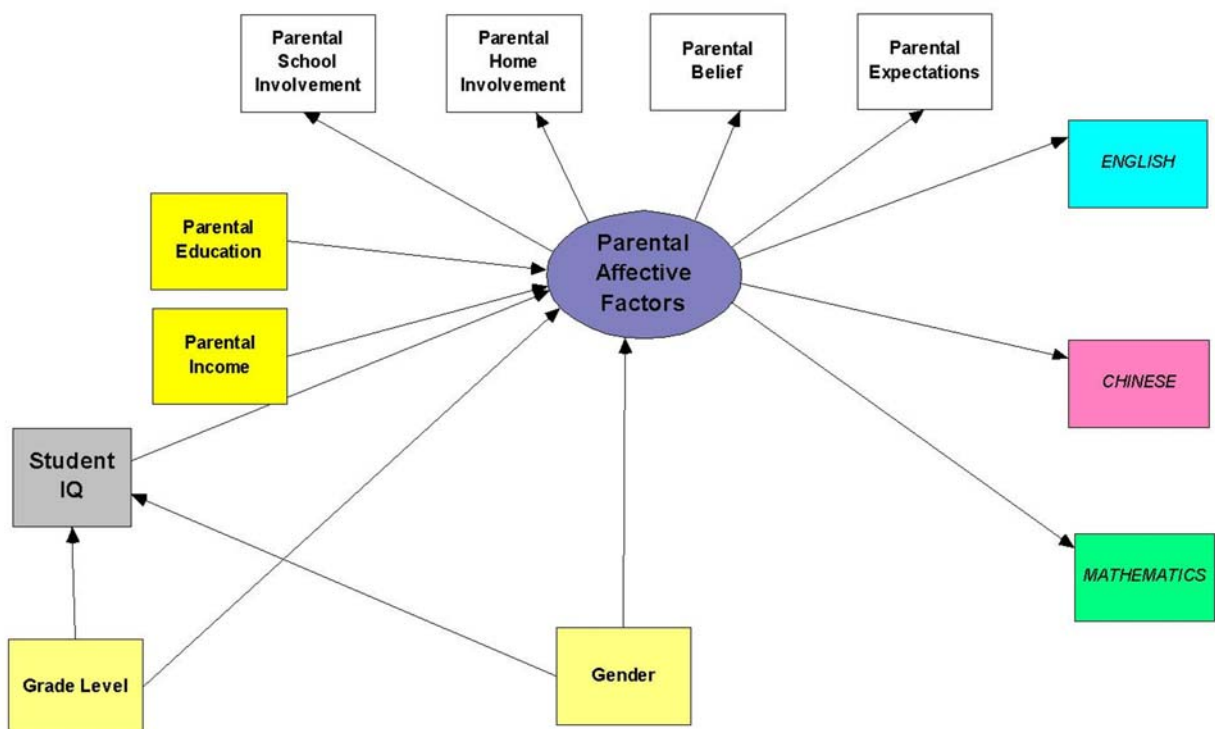 Parental
School
Involvement
Parental
Home
Involvement
Parental
Belief
Parental
Expectations
ENGLISH
Parental
Education
Parental
Affective
Factors
Parental
Income
CHINESE
Student
IQ
MATHEMATICS
Grade Level
Gender